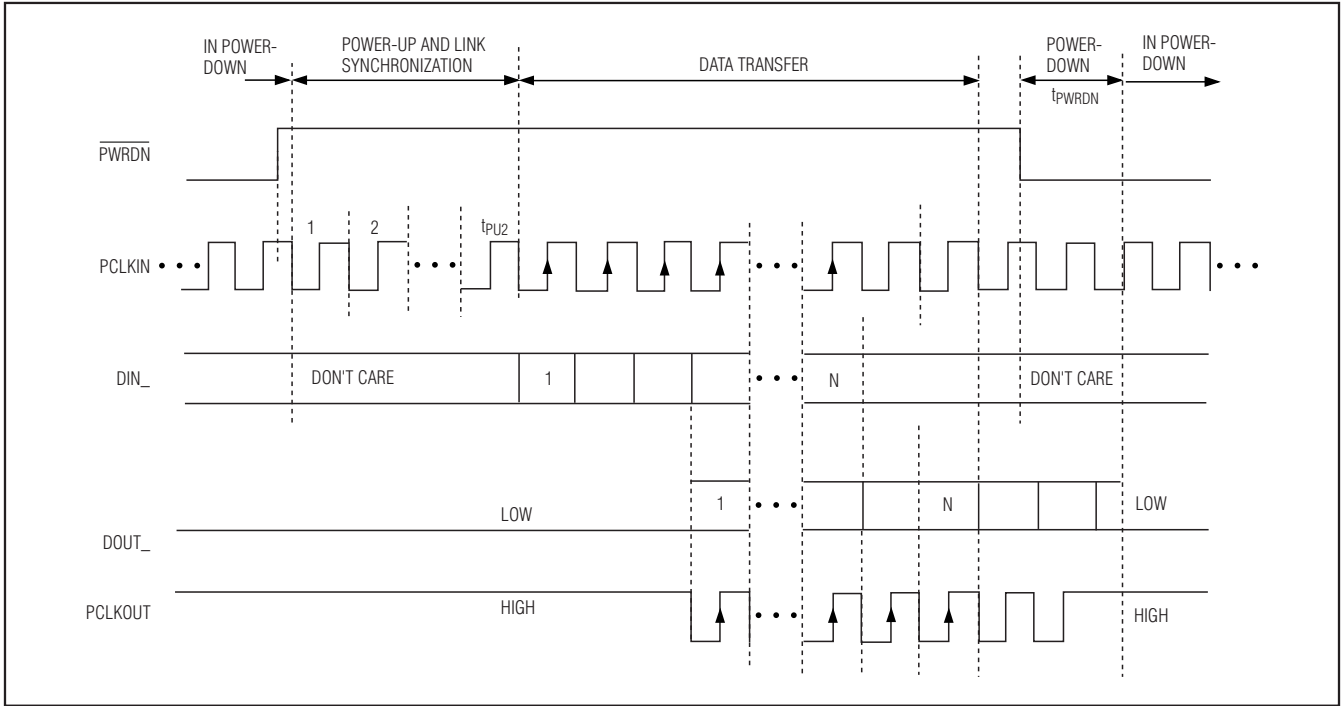 IN POWER-
DOWN
POWER-UP AND LINK
SYNCHRONIZATION
DATA TRANSFER
POWER-
DOWN
tPWRDN
IN POWER-
DOWN
PWRDN
1
2
tPU2
PCLKIN
DIN_
DON'T CARE
1
N
DON'T CARE
1
N
LOW
LOW
DOUT_
PCLKOUT
HIGH
HIGH